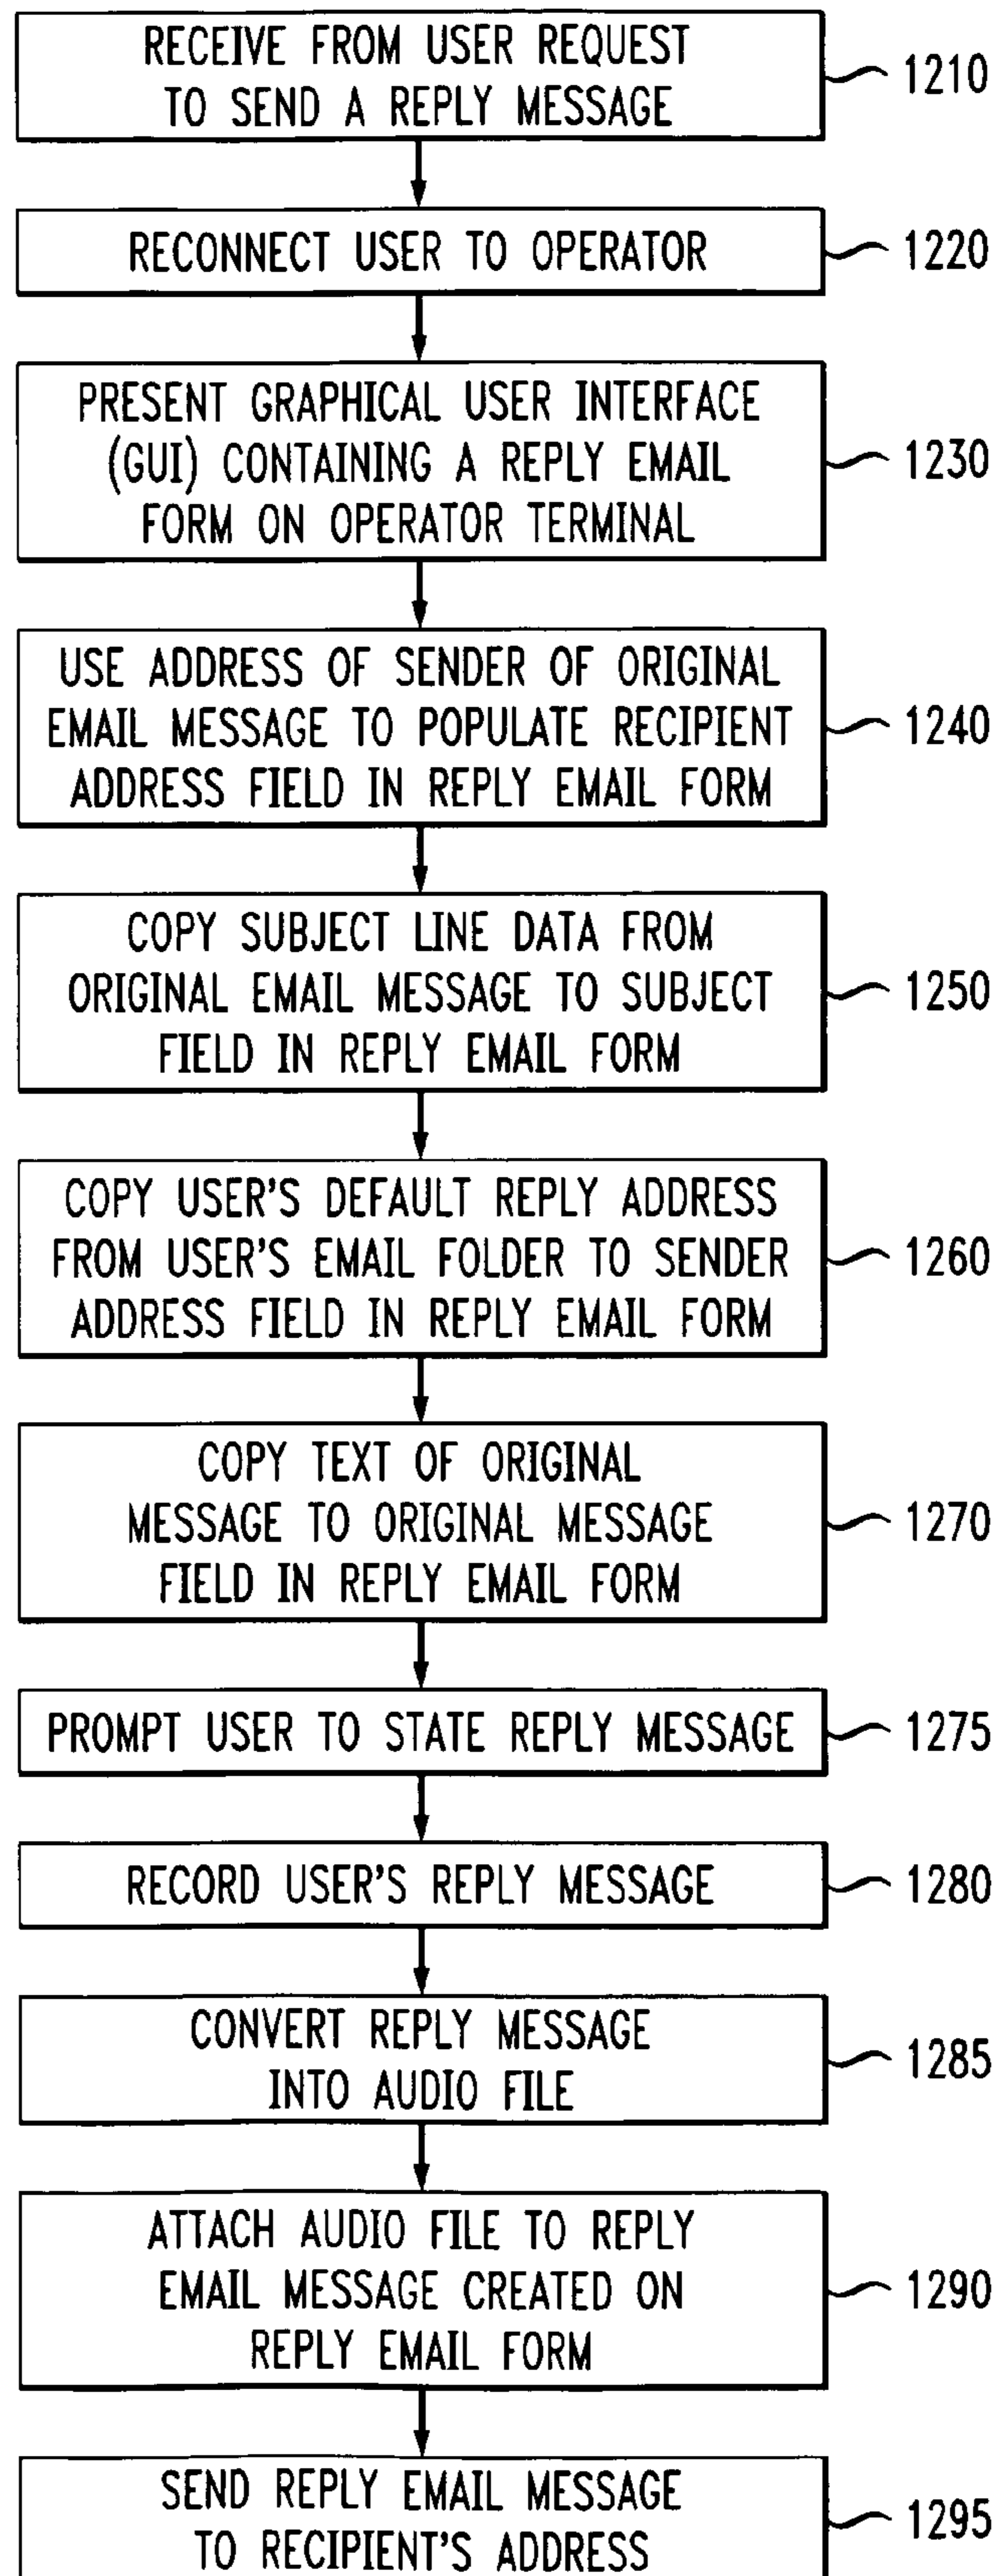 RECEIVE FROM USER REQUEST
TO SEND A REPLY MESSAGE
1210
RECONNECT USER TO OPERATOR
1220
PRESENT GRAPHICAL USER INTERFACE
(GUI) CONTAINING A REPLY EMAIL
FORM ON OPERATOR TERMINAL
1230
USE ADDRESS OF SENDER OF ORIGINAL
EMAIL MESSAGE TO POPULATE RECIPIENT
ADDRESS FIELD IN REPLY EMAIL FORM
1240
COPY SUBJECT LINE DATA FROM
ORIGINAL EMAIL MESSAGE TO SUBJECT
FIELD IN REPLY EMAIL FORM
1250
COPY USER'S DEFAULT REPLY ADDRESS
FROM USER'S EMAIL FOLDER TO SENDER
ADDRESS FIELD IN REPLY EMAIL FORM
1260
COPY TEXT OF ORIGINAL
MESSAGE TO ORIGINAL MESSAGE
FIELD IN REPLY EMAIL FORM
1270
PROMPT USER TO STATE REPLY MESSAGE
1275
RECORD USER'S REPLY MESSAGE
1280
CONVERT REPLY MESSAGE
INTO AUDIO FILE
1285
ATTACH AUDIO FILE TO REPLY
EMAIL MESSAGE CREATED ON
REPLY EMAIL FORM
1290
SEND REPLY EMAIL MESSAGE
TO RECIPIENT'S ADDRESS
1295